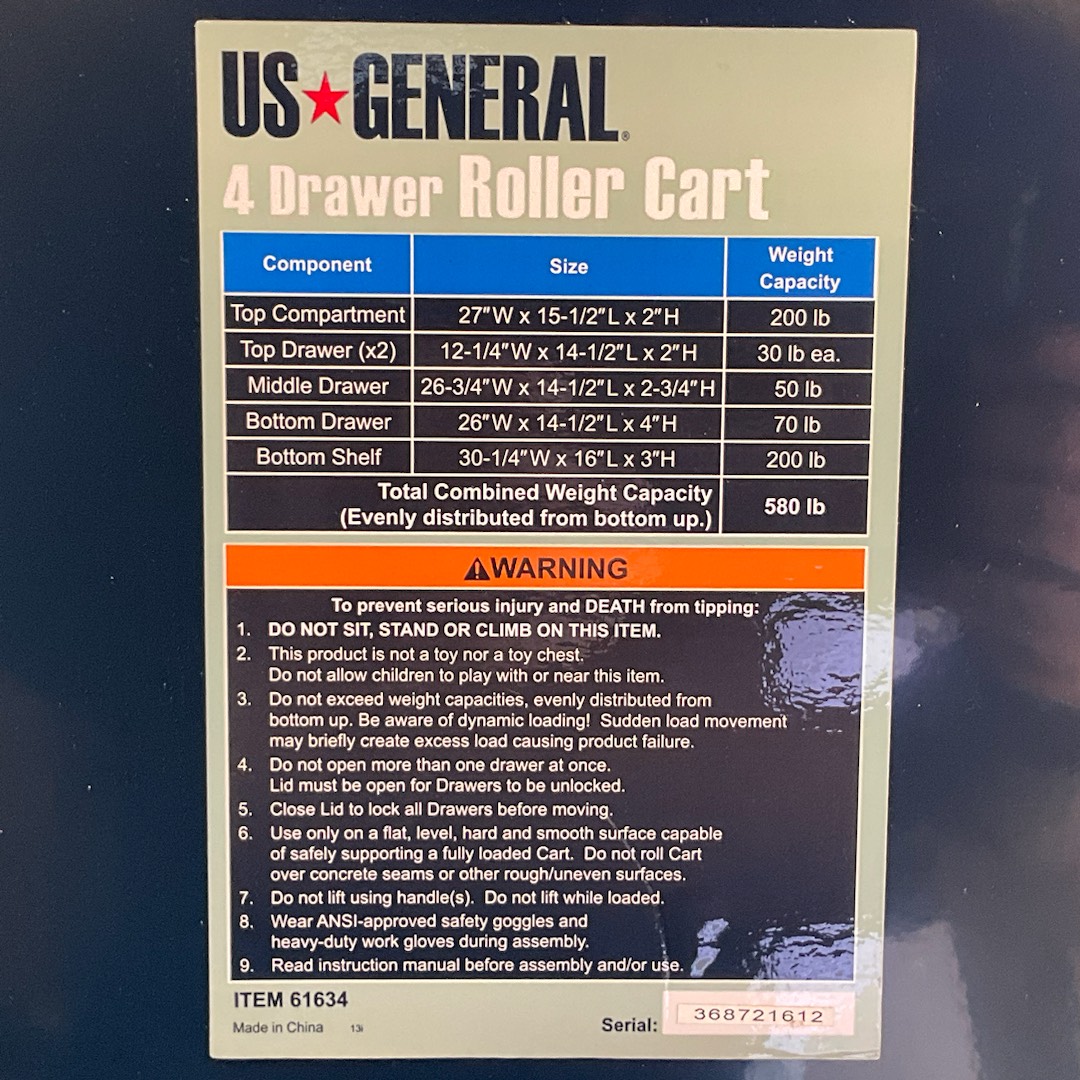 US★GENERAL®
4 Drawer Roller Cart
Component Size Weight Capacity
Top Compartment 27"W x 15-1/2"L x 2"H 200 lb
Top Drawer (x2) 12-1/4"W x 14-1/2"L x 2"H 30 lb ea.
Middle Drawer 26-3/4"W x 14-1/2"L x 2-3/4"H 50 lb
Bottom Drawer 26"W x 14-1/2"L x 4"H 70 lb
Bottom Shelf 30-1/4"W x 16"L x 3"H 200 lb
Total Combined Weight Capacity
(Evenly distributed from bottom up.) 580 lb
⚠WARNING
To prevent serious injury and DEATH from tipping:
1. DO NOT SIT, STAND OR CLIMB ON THIS ITEM.
2. This product is not a toy nor a toy chest.
Do not allow children to play with or near this item.
3. Do not exceed weight capacities, evenly distributed from
bottom up. Be aware of dynamic loading! Sudden load movement
may briefly create excess load causing product failure.
4. Do not open more than one drawer at once.
Lid must be open for Drawers to be unlocked.
5. Close Lid to lock all Drawers before moving.
6. Use only on a flat, level, hard and smooth surface capable
of safely supporting a fully loaded Cart. Do not roll Cart
over concrete seams or other rough/uneven surfaces.
7. Do not lift using handle(s). Do not lift while loaded.
8. Wear ANSI-approved safety goggles and
heavy-duty work gloves during assembly.
9. Read instruction manual before assembly and/or use.
ITEM 61634
Made in China 13i
Serial: 368721612